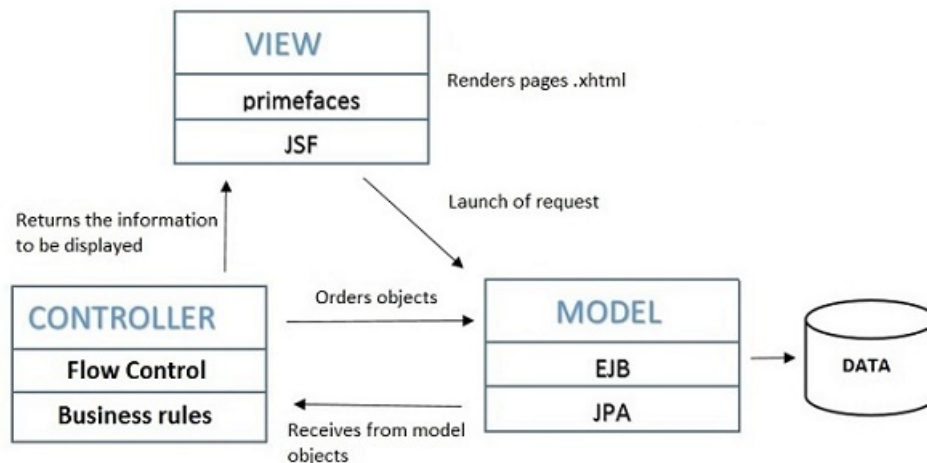 VIEW
primefaces
JSF
Renders pages .xhtml
Launch of request
Returns the information
to be displayed
CONTROLLER
Flow Control
Business rules
Orders objects
Receives from model
objects
MODEL
EJB
JPA
DATA